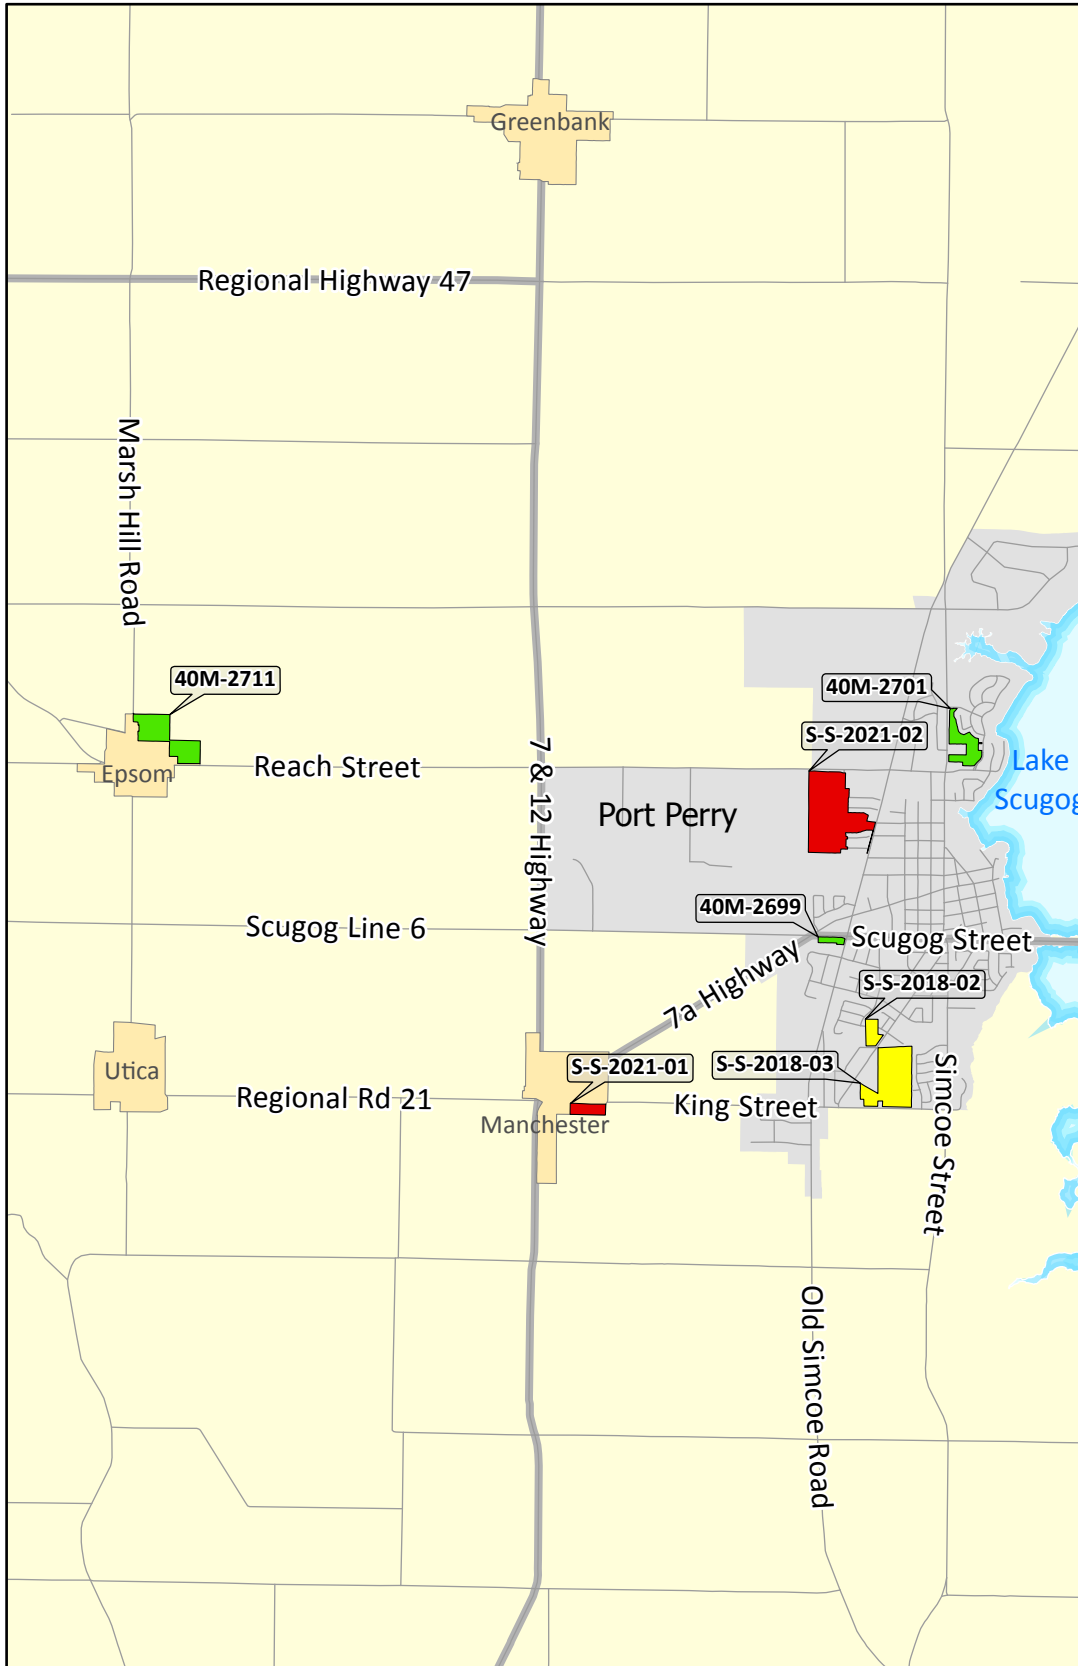 Greenbank
Regional Highway 47
Marsh Hill Road
40M-2711
40M-2701
S-S-2021-02
Epsom
Reach Street
7 & 12 Highway
Port Perry
Lake
Scugog
40M-2699
Scugog Line 6
Scugog Street
7a Highway
S-S-2018-02
Utica
S-S-2021-01
S-S-2018-03
Regional Rd 21
King Street
Manchester
Simcoe Street
Old Simcoe Road